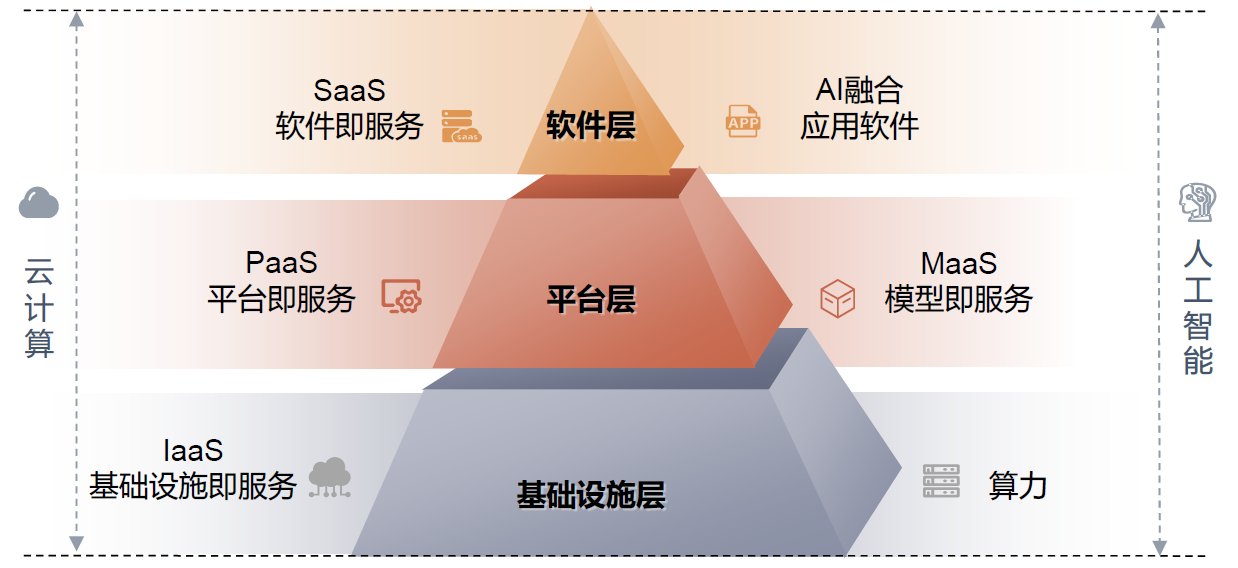 SaaS
软件即服务
saas
软件层
APP
AI融合
应用软件
云计算
PaaS
平台即服务
平台层
MaaS
模型即服务
人工智能
IaaS
基础设施即服务
基础设施层
算力